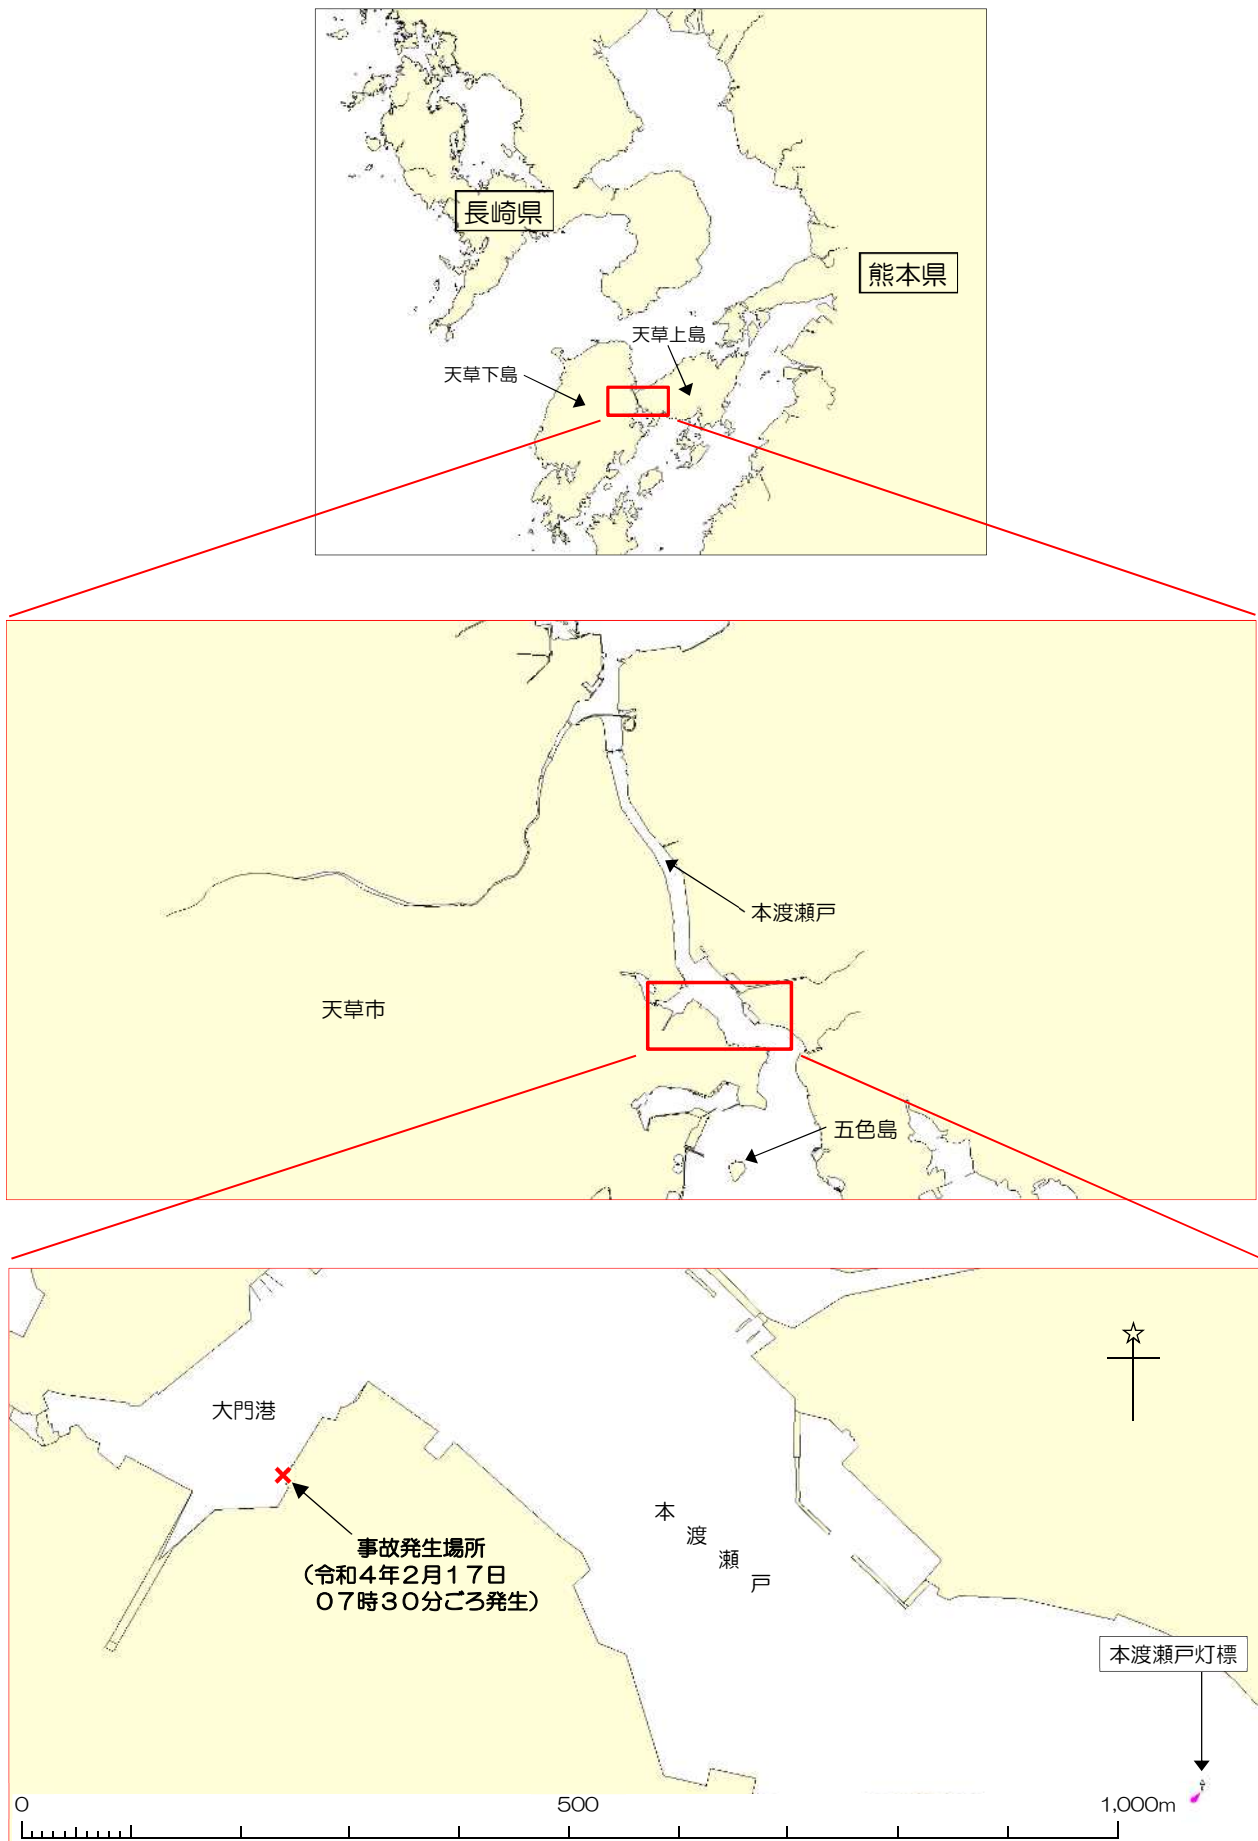 長崎県
熊本県
天草上島
天草下島
本渡瀬戸
天草市
五色島
大門港
本渡瀬戸
事故発生場所
（令和４年２月１７日
０７時３０分ごろ発生）
本渡瀬戸灯標
0 500 1,000m